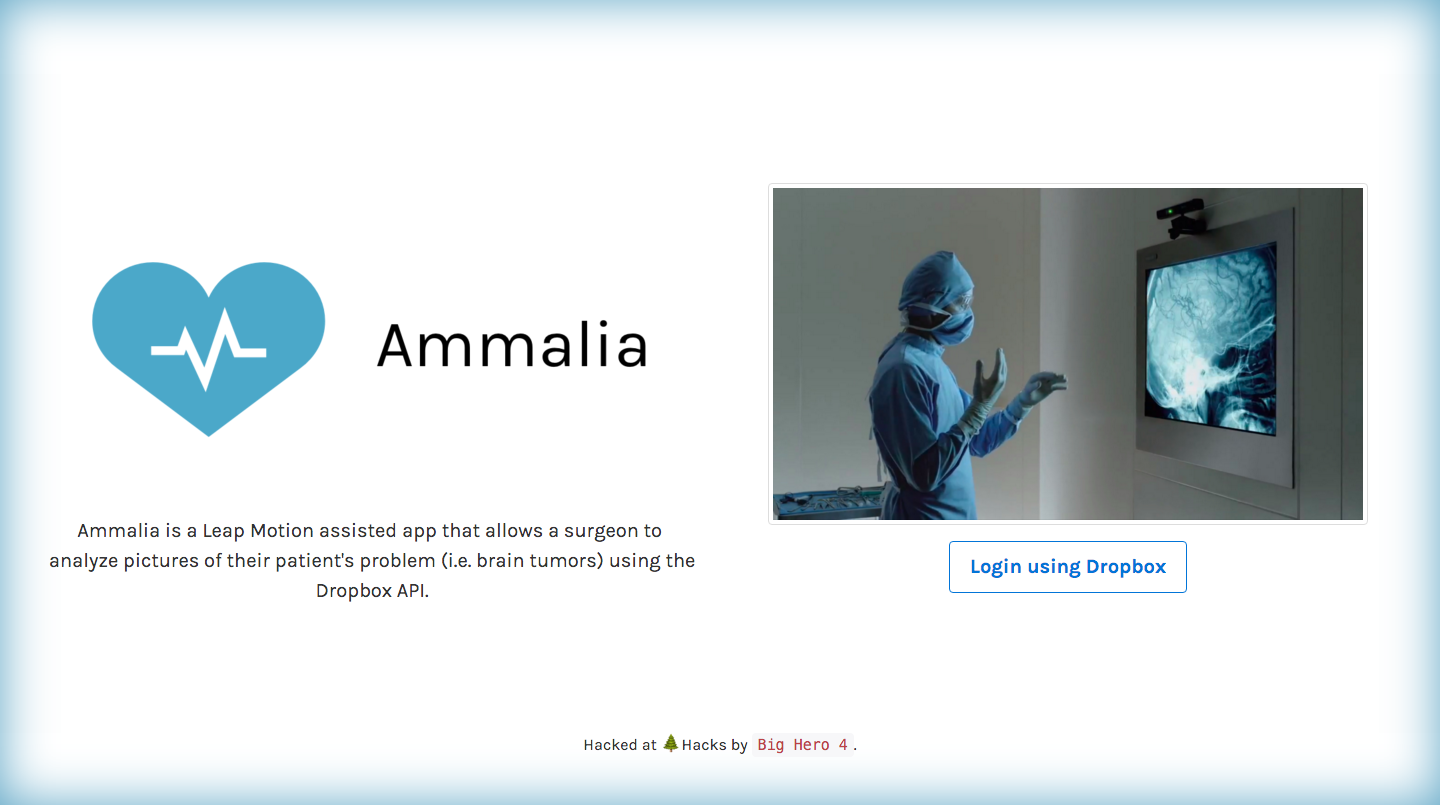 Ammalia
Ammalia is a Leap Motion assisted app that allows a surgeon to
analyze pictures of their patient's problem (i.e. brain tumors) using the
Dropbox API.
Login using Dropbox
Hacked at 🌲Hacks by Big Hero 4 .